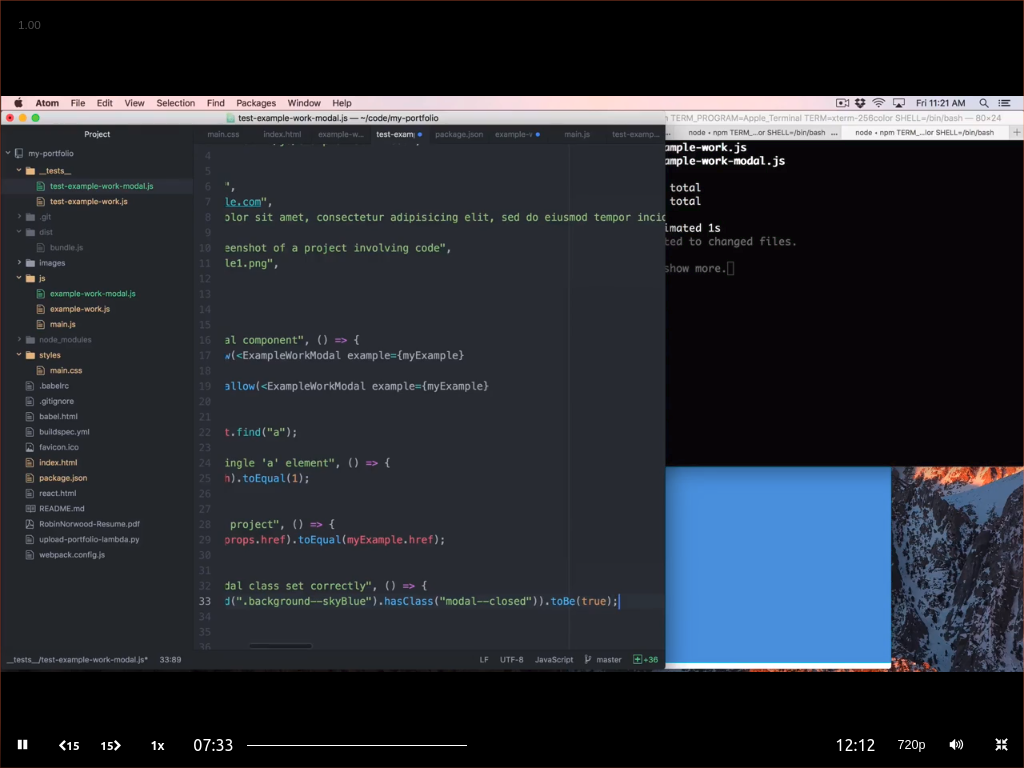 1.00
Atom File Edit View Selection Find Packages Window Help Fri 11:21 AM
test-example-work-modal.js — ~/code/my-portfolio
TERM_PROGRAM=Apple_Terminal TERM=xterm-256color SHELL=/bin/bash — 80×24
Project
main.css index.html example-w... test-exam package.json example-v main.js test-examp...
node • npm TERM_...or SHELL=/bin/bash ... node • npm TERM_...lor SHELL=/bin/bash +
my-portfolio
__tests__
test-example-work-modal.js
test-example-work.js
.git
dist
bundle.js
images
js
example-work-modal.js
example-work.js
main.js
node_modules
styles
main.css
.babelrc
.gitignore
babel.html
buildspec.yml
favicon.ico
index.html
package.json
react.html
README.md
RobinNorwood-Resume.pdf
upload-portfolio-lambda.py
webpack.config.js
4
5
6 ",
7 le.com",
8 olor sit amet, consectetur adipisicing elit, sed do eiusmod tempor incid
9
10 eenshot of a project involving code",
11 le1.png",
12
13
14
15
16 al component", () => {
17 w(<ExampleWorkModal example={myExample}
18
19 allow(<ExampleWorkModal example={myExample}
20
21
22 t.find("a");
23
24 ingle 'a' element", () => {
25 h).toEqual(1);
26
27
28 project", () => {
29 props.href).toEqual(myExample.href);
30
31
32 dal class set correctly", () => {
33 d(".background--skyBlue").hasClass("modal--closed")).toBe(true);
34
35
36
ample-work.js
ample-work-modal.js
total
total
imated 1s
ted to changed files.
show more.
__tests__/test-example-work-modal.js* 33:89 LF UTF-8 JavaScript master +36
15 15 1x 07:33 12:12 720p